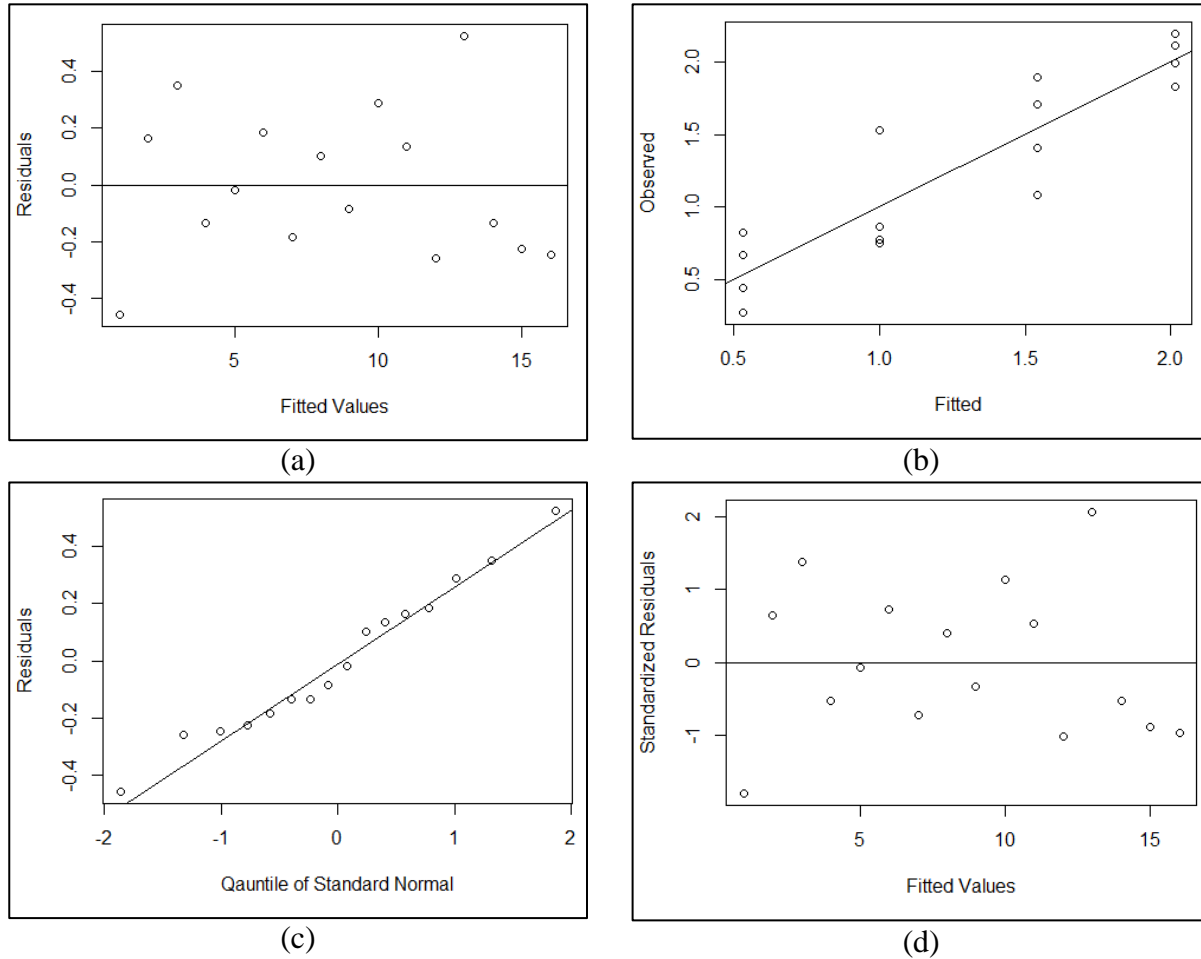 Residuals
0.4
0.2
0.0
-0.2
-0.4
5 10 15
Fitted Values
(a)
Observed
2.0
1.5
1.0
0.5
0.5 1.0 1.5 2.0
Fitted
(b)
Residuals
0.4
0.2
0.0
-0.2
-0.4
-2 -1 0 1 2
Qauntile of Standard Normal
(c)
Standardized Residuals
2
1
0
-1
5 10 15
Fitted Values
(d)